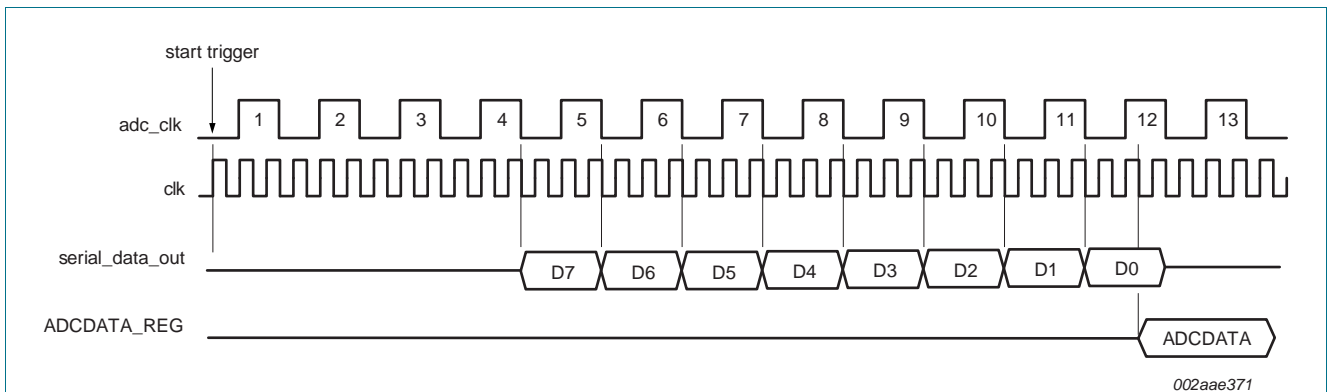 start trigger
adc_clk
1 2 3 4 5 6 7 8 9 10 11 12 13
clk
serial_data_out
D7 D6 D5 D4 D3 D2 D1 D0
ADCDATA_REG
ADCDATA
002aae371